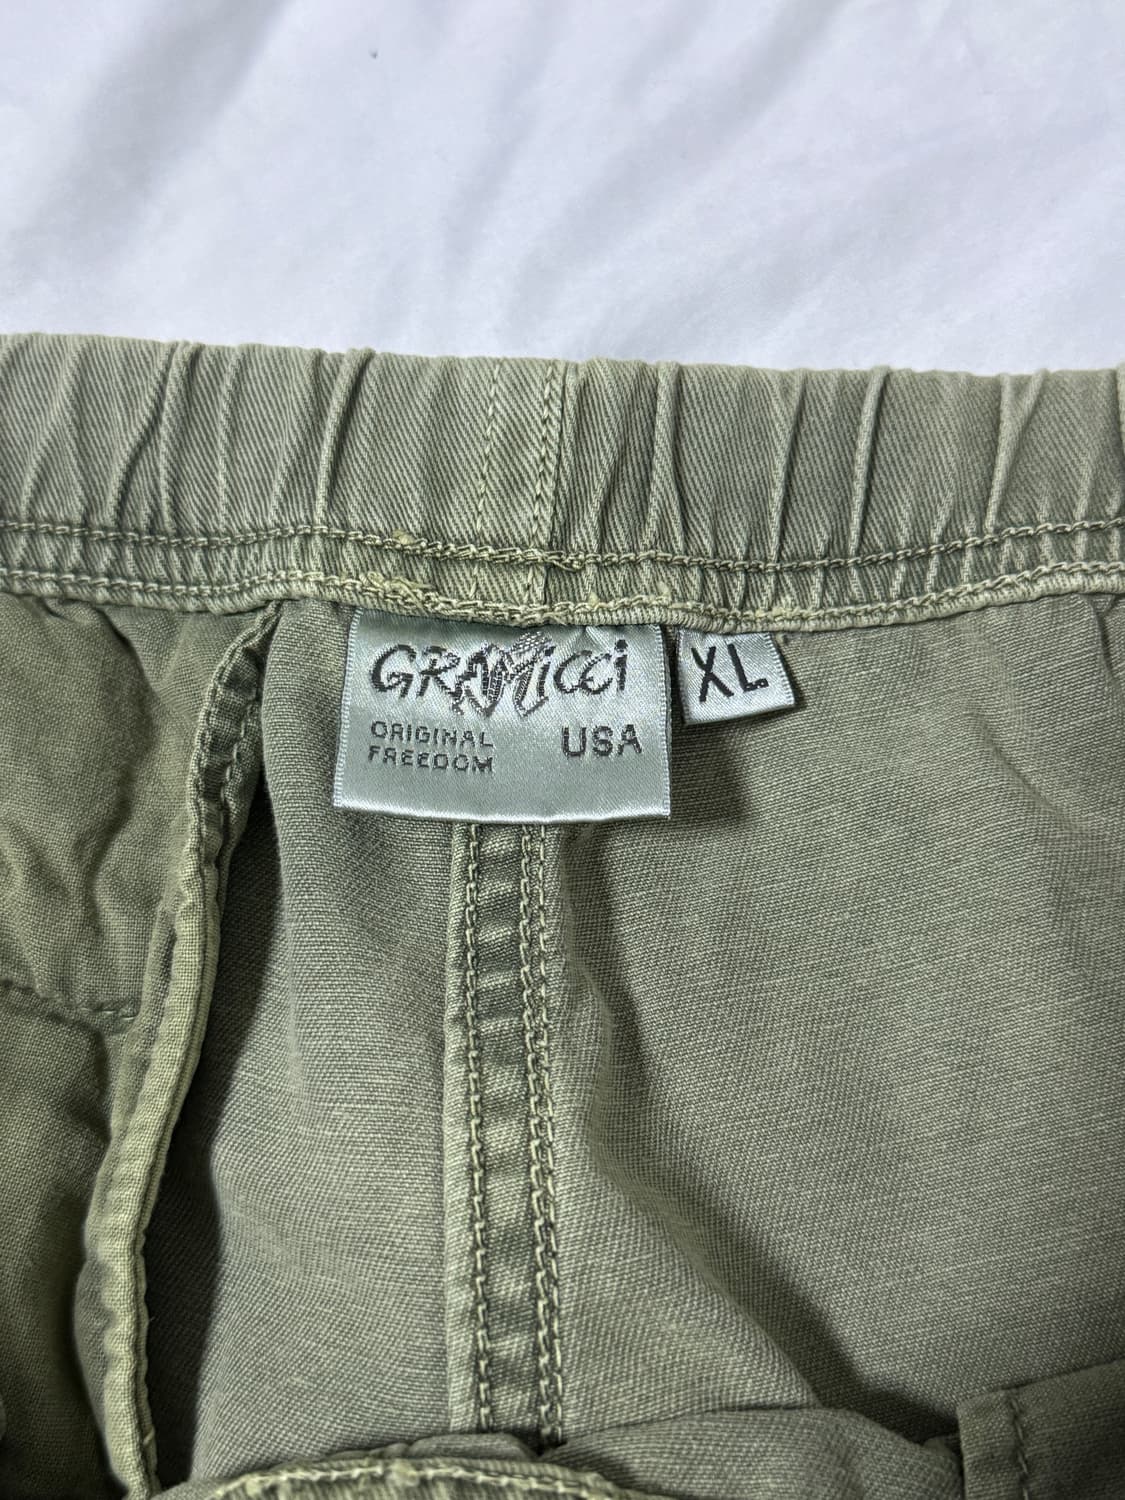 GRAMicci
XL
ORIGINAL
FREEDOM
USA